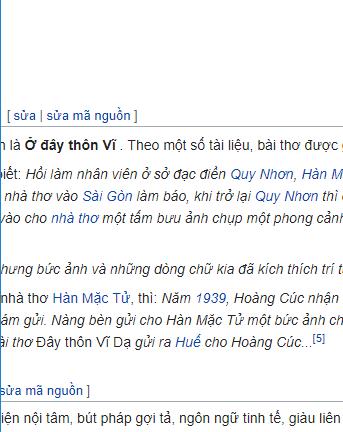 [ sửa | sửa mã nguồn ]
là Ở đây thôn Vĩ . Theo một số tài liệu, bài thơ được
biết: Hồi làm nhân viên ở sở đạc điền Quy Nhơn, Hàn M
nhà thơ vào Sài Gòn làm báo, khi trở lại Quy Nhơn thì
vào cho nhà thơ một tấm bưu ảnh chụp một phong cảnh
hưng bức ảnh và những dòng chữ kia đã kích thích trí t
nhà thơ Hàn Mặc Tử, thì: Năm 1939, Hoàng Cúc nhận
ám gửi. Nàng bèn gửi cho Hàn Mặc Tử một bức ảnh ch
ài thơ Đây thôn Vĩ Dạ gửi ra Huế cho Hoàng Cúc...[5]
sửa mã nguồn ]
iện nội tâm, bút pháp gợi tả, ngôn ngữ tinh tế, giàu liên